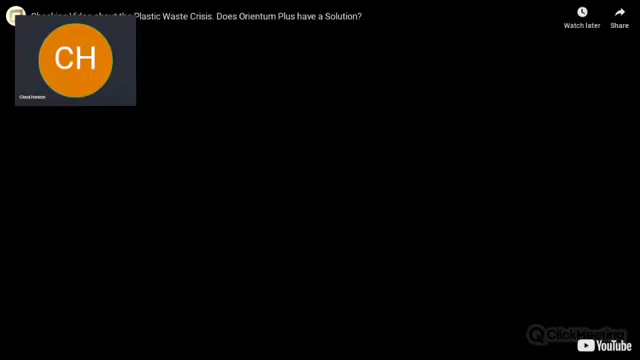 Shocking Video about the Plastic Waste Crisis. Does Orientum Plus have a Solution?
Watch later
Share
CH
Cloud Horizon
ClickMeeting
YouTube